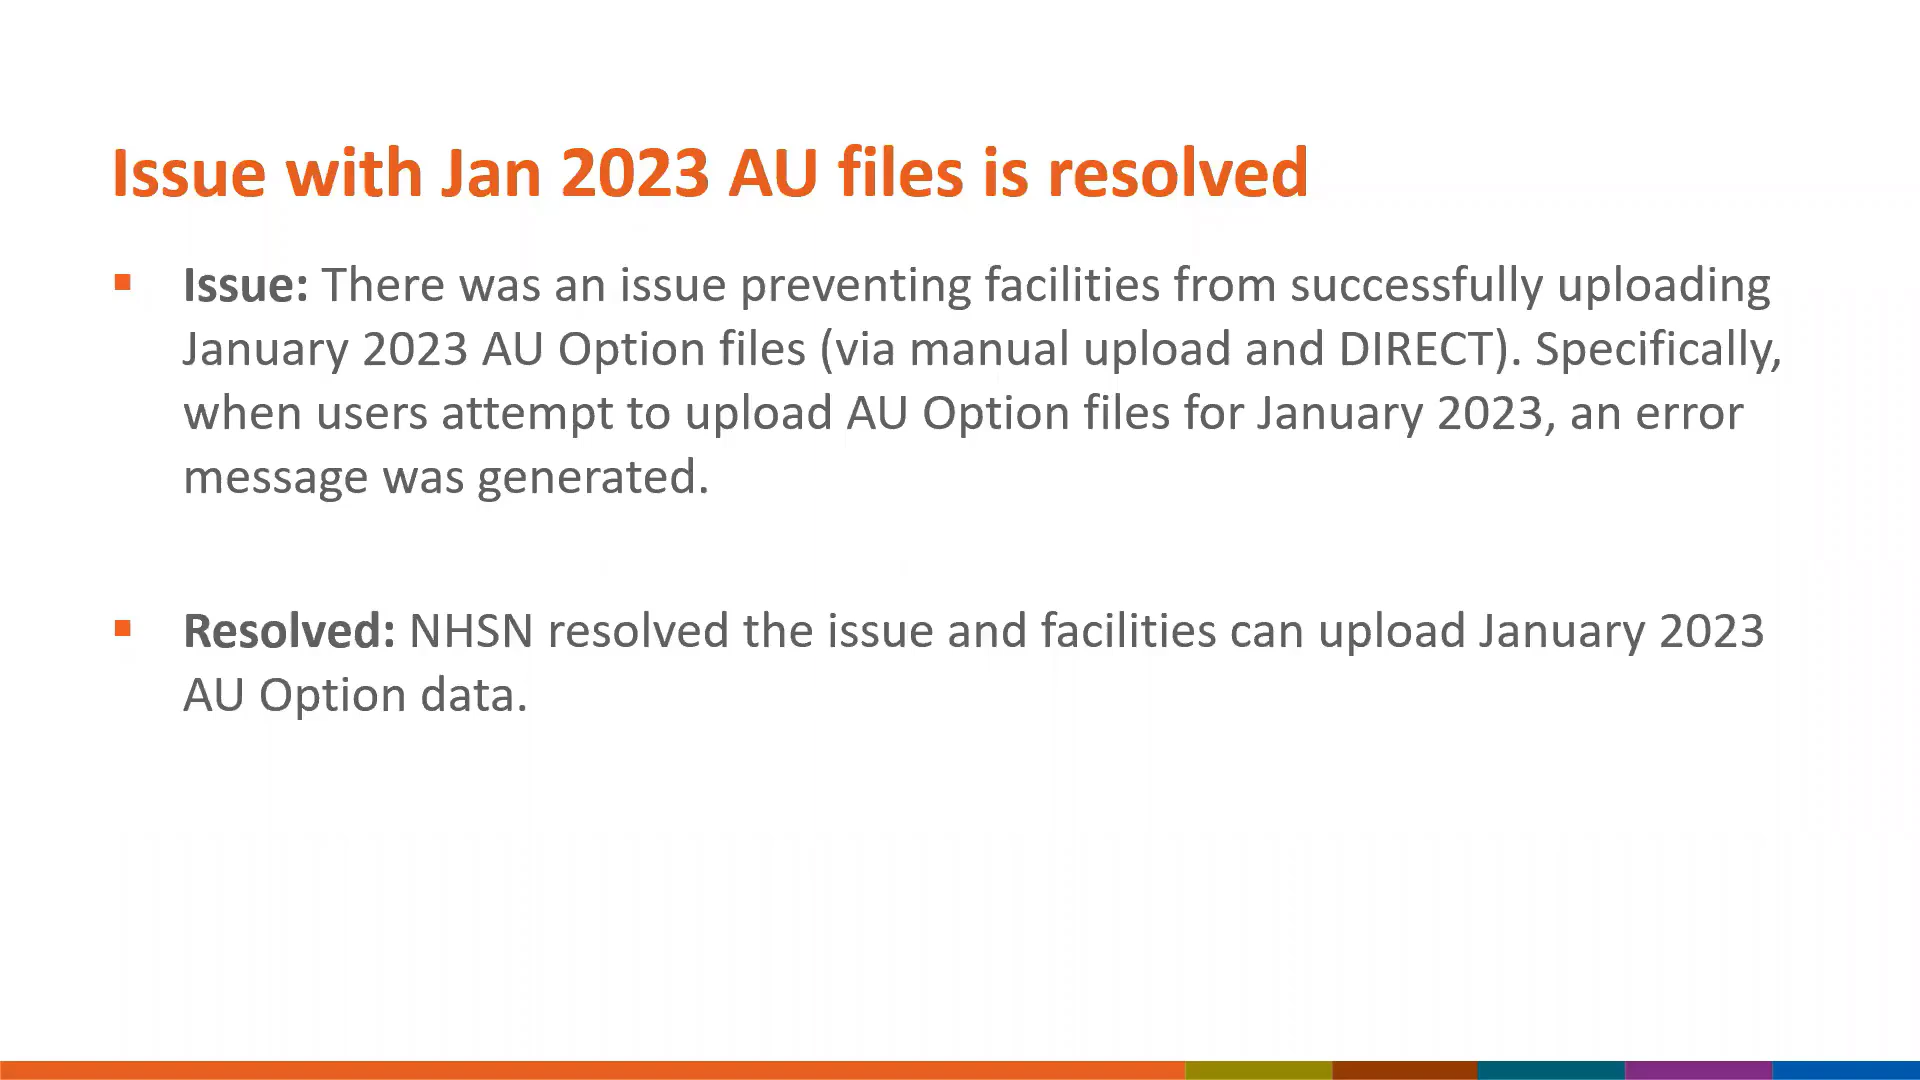 Issue with Jan 2023 AU files is resolved
▪ Issue: There was an issue preventing facilities from successfully uploading
January 2023 AU Option files (via manual upload and DIRECT). Specifically,
when users attempt to upload AU Option files for January 2023, an error
message was generated.
▪ Resolved: NHSN resolved the issue and facilities can upload January 2023
AU Option data.